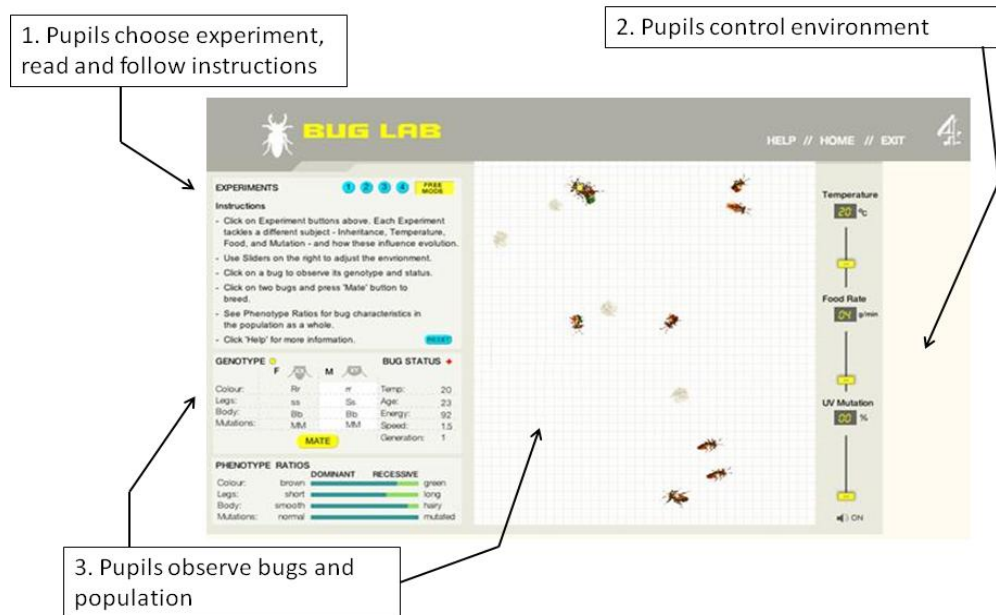 1. Pupils choose experiment,
read and follow instructions
2. Pupils control environment
BUG LAB
HELP // HOME // EXIT
4
EXPERIMENTS 1 2 3 4 FREE MODE
Instructions
- Click on Experiment buttons above. Each Experiment
tackles a different subject - Inheritance, Temperature,
Food, and Mutation - and how these influence evolution.
- Use Sliders on the right to adjust the envrionment.
- Click on a bug to observe its genotype and status.
- Click on two bugs and press 'Mate' button to
breed.
- See Phenotype Ratios for bug characteristics in
the population as a whole.
- Click 'Help' for more information. RESET
GENOTYPE BUG STATUS
F M
Colour: Rr rr Temp: 20
Legs: ss Ss Age: 23
Body: Bb Bb Energy: 92
Mutations: MM MM Speed: 1.5
MATE Generation: 1
PHENOTYPE RATIOS
DOMINANT RECESSIVE
Colour: brown green
Legs: short long
Body: smooth hairy
Mutations: normal mutated
Temperature
20 °C
Food Rate
04 g/min
UV Mutation
00 %
ON
3. Pupils observe bugs and
population